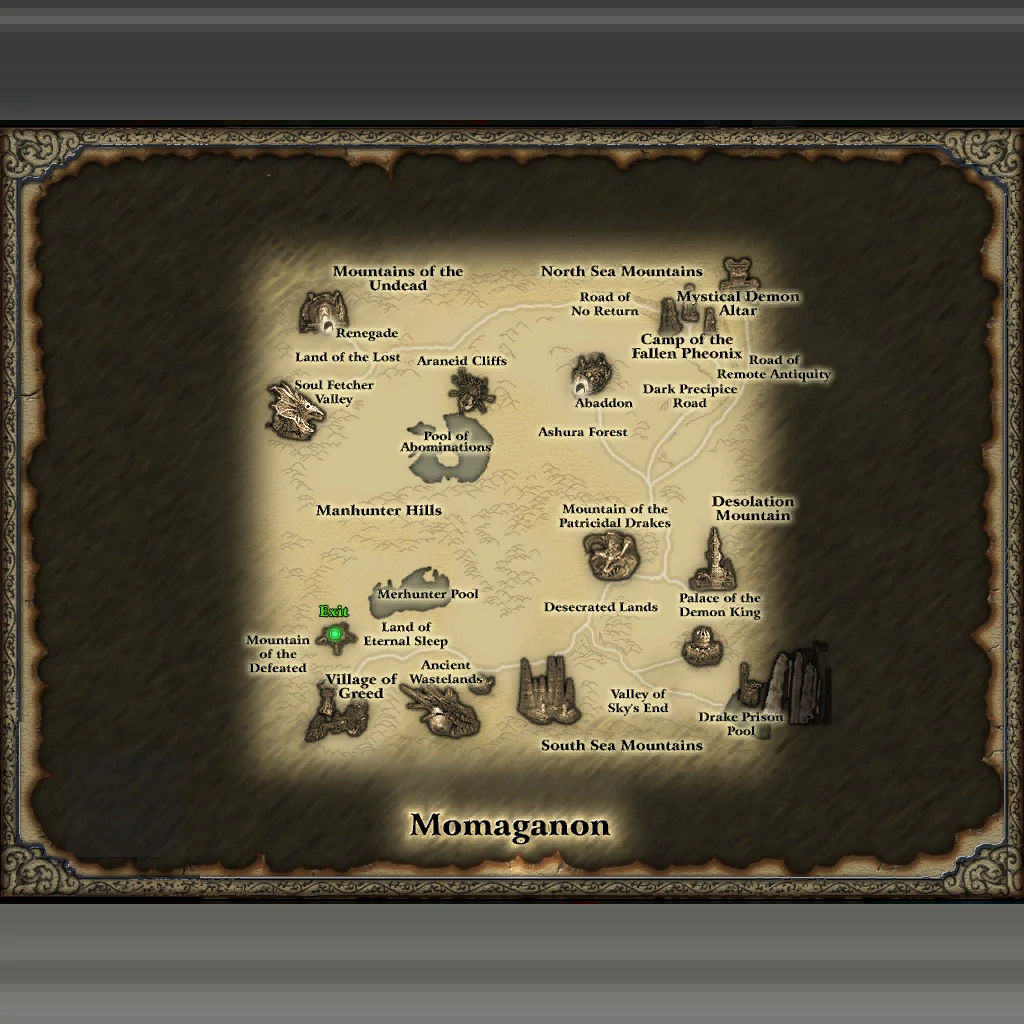 Mountains of the
Undead
North Sea Mountains
Road of
No Return
Mystical Demon
Altar
Renegade
Camp of the
Fallen Pheonix
Land of the Lost
Araneid Cliffs
Road of
Remote Antiquity
Soul Fetcher
Valley
Dark Precipice
Road
Abaddon
Pool of
Abominations
Ashura Forest
Manhunter Hills
Mountain of the
Patricidal Drakes
Desolation
Mountain
Merhunter Pool
Palace of the
Demon King
Desecrated Lands
Exit
Land of
Eternal Sleep
Mountain
of the
Defeated
Ancient
Wastelands
Village of
Greed
Valley of
Sky's End
Drake Prison
Pool
South Sea Mountains
Momaganon